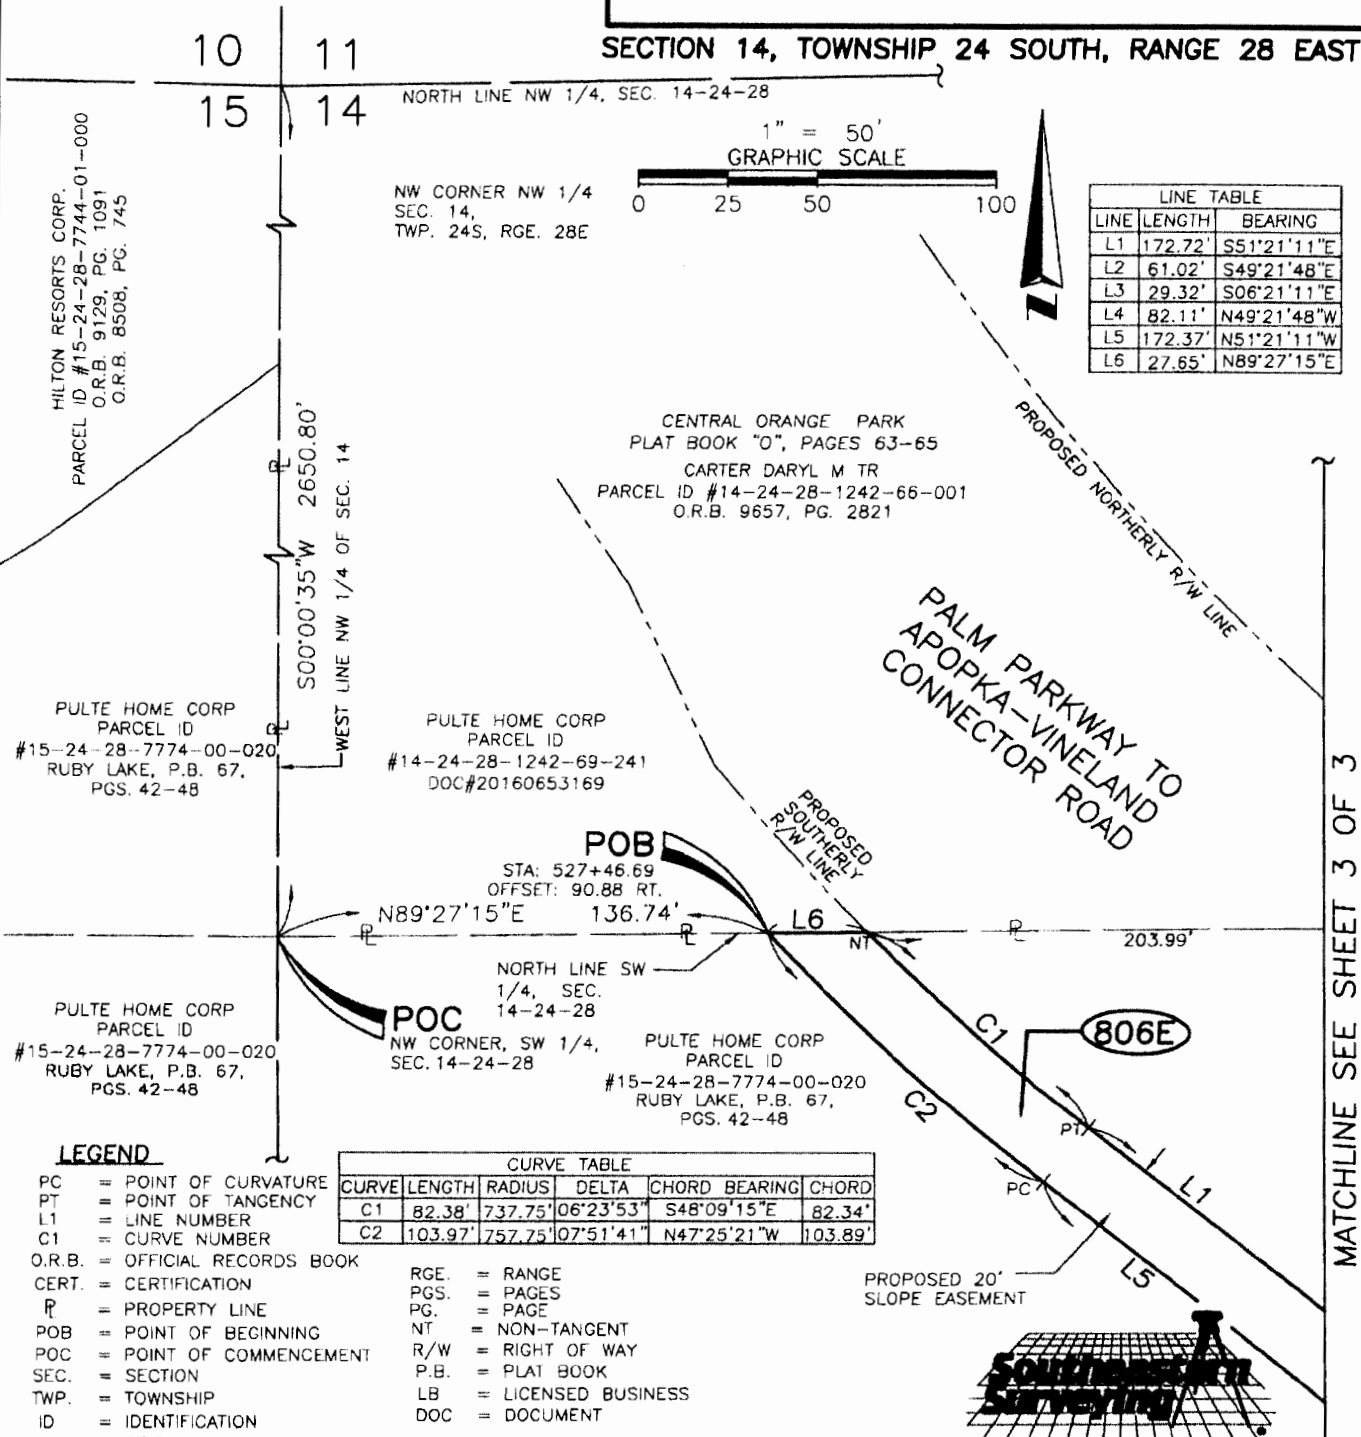 SECTION 14, TOWNSHIP 24 SOUTH, RANGE 28 EAST
10
11
15
14
NORTH LINE NW 1/4, SEC. 14-24-28
NW CORNER NW 1/4
SEC. 14,
TWP. 24S, RGE. 28E
1" = 50'
GRAPHIC SCALE
0 25 50 100
LINE TABLE
LINE LENGTH BEARING
L1 172.72' S51°21'11"E
L2 61.02' S49°21'48"E
L3 29.32' S06°21'11"E
L4 82.11' N49°21'48"W
L5 172.37' N51°21'11"W
L6 27.65' N89°27'15"E
HILTON RESORTS CORP.
PARCEL ID #15-24-28-7744-01-000
O.R.B. 9129, PG. 1091
O.R.B. 8508, PG. 745
S00°00'35"W 2650.80'
WEST LINE NW 1/4 OF SEC. 14
CENTRAL ORANGE PARK
PLAT BOOK "O", PAGES 63-65
CARTER DARYL M TR
PARCEL ID #14-24-28-1242-66-001
O.R.B. 9657, PG. 2821
PROPOSED NORTHERLY R/W LINE
PALM PARKWAY TO
APOPKA-VINELAND
CONNECTOR ROAD
MATCHLINE SEE SHEET 3 OF 3
PULTE HOME CORP
PARCEL ID
#15-24-28-7774-00-020
RUBY LAKE, P.B. 67,
PGS. 42-48
PULTE HOME CORP
PARCEL ID
#14-24-28-1242-69-241
DOC#20160653169
PROPOSED
SOUTHERLY
R/W LINE
POB
STA: 527+46.69
OFFSET: 90.88 RT.
N89°27'15"E 136.74'
L6
NT
203.99'
NORTH LINE SW
1/4, SEC.
14-24-28
POC
NW CORNER, SW 1/4,
SEC. 14-24-28
PULTE HOME CORP
PARCEL ID
#15-24-28-7774-00-020
RUBY LAKE, P.B. 67,
PGS. 42-48
PULTE HOME CORP
PARCEL ID
#15-24-28-7774-00-020
RUBY LAKE, P.B. 67,
PGS. 42-48
C1
806E
C2
PT
PC
L1
L5
PROPOSED 20'
SLOPE EASEMENT
CURVE TABLE
CURVE LENGTH RADIUS DELTA CHORD BEARING CHORD
C1 82.38' 737.75' 06°23'53" S48°09'15"E 82.34'
C2 103.97' 757.75' 07°51'41" N47°25'21"W 103.89'
LEGEND
PC = POINT OF CURVATURE
PT = POINT OF TANGENCY
L1 = LINE NUMBER
C1 = CURVE NUMBER
O.R.B. = OFFICIAL RECORDS BOOK
CERT. = CERTIFICATION
PL = PROPERTY LINE
POB = POINT OF BEGINNING
POC = POINT OF COMMENCEMENT
SEC. = SECTION
TWP. = TOWNSHIP
ID = IDENTIFICATION
RGE. = RANGE
PGS. = PAGES
PG. = PAGE
NT = NON-TANGENT
R/W = RIGHT OF WAY
P.B. = PLAT BOOK
LB = LICENSED BUSINESS
DOC = DOCUMENT
Southeastern
Surveying